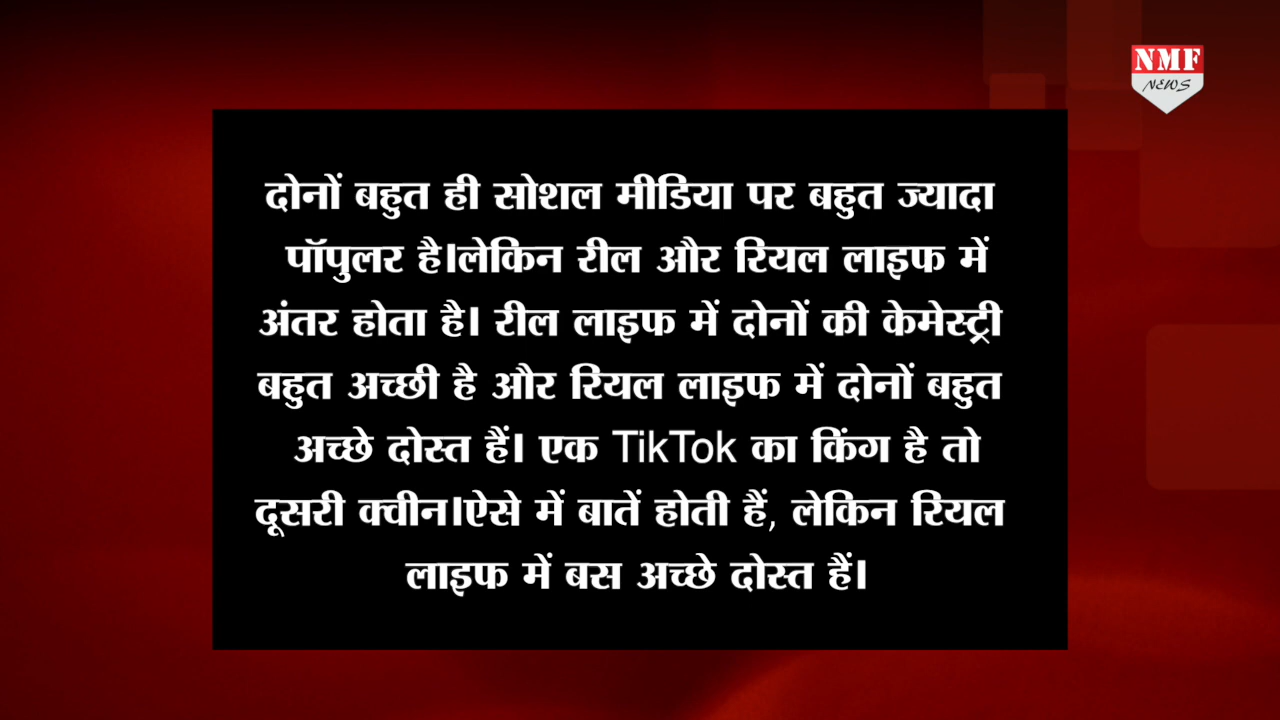 NMF
NEWS
दोनों बहुत ही सोशल मीडिया पर बहुत ज्यादा
पॉपुलर है।लेकिन रील और रियल लाइफ में
अंतर होता है। रील लाइफ में दोनों की केमेस्ट्री
बहुत अच्छी है और रियल लाइफ में दोनों बहुत
अच्छे दोस्त हैं। एक TikTok का किंग है तो
दूसरी क्वीन।ऐसे में बातें होती हैं, लेकिन रियल
लाइफ में बस अच्छे दोस्त हैं।